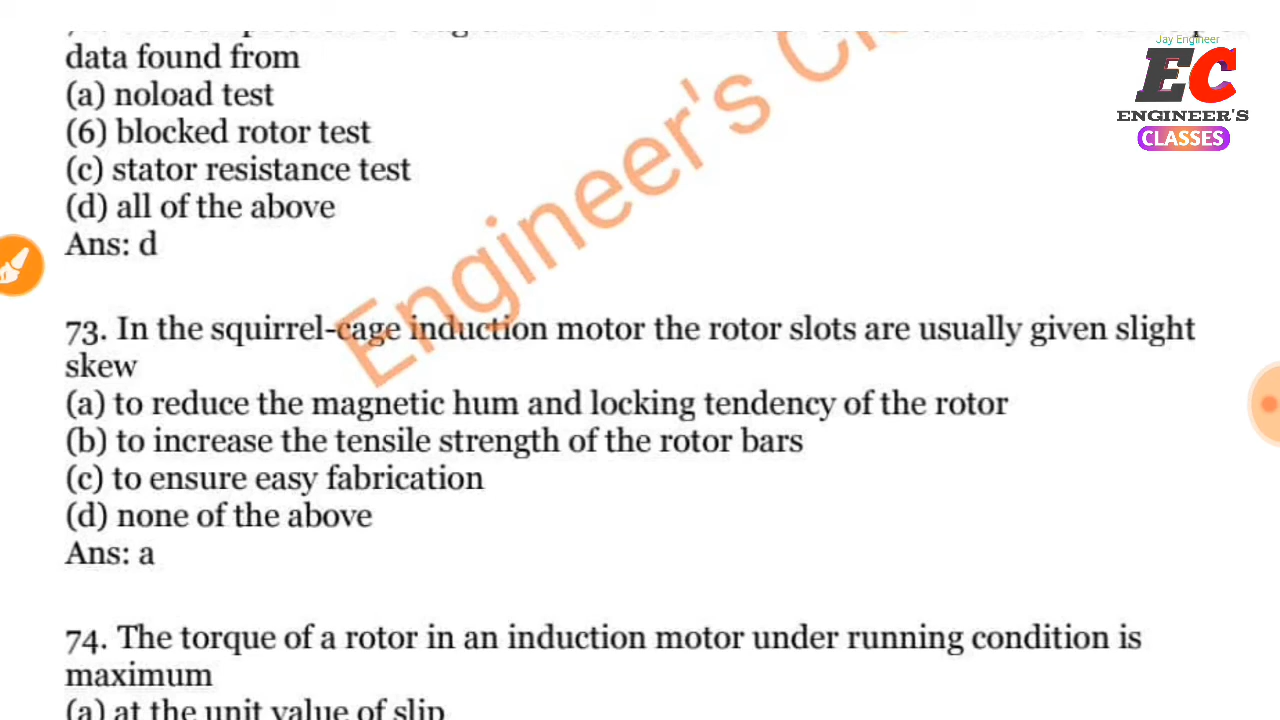 data found from
(a) noload test
(6) blocked rotor test
(c) stator resistance test
(d) all of the above
Ans: d
73. In the squirrel-cage induction motor the rotor slots are usually given slight
skew
(a) to reduce the magnetic hum and locking tendency of the rotor
(b) to increase the tensile strength of the rotor bars
(c) to ensure easy fabrication
(d) none of the above
Ans: a
74. The torque of a rotor in an induction motor under running condition is
maximum
(a) at the unit value of slip
Engineer's
Jay Engineer
EC
ENGINEER'S
CLASSES